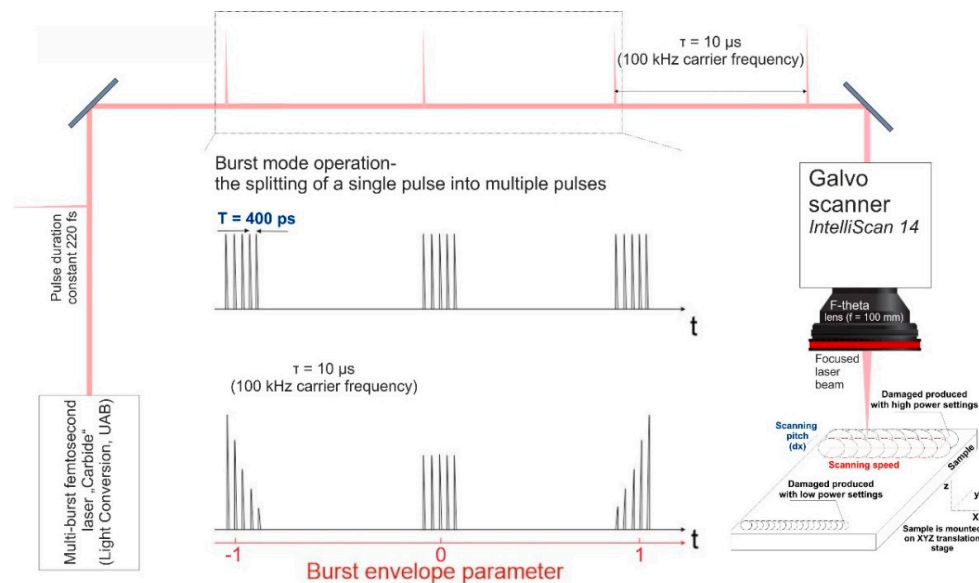 τ = 10 µs
(100 kHz carrier frequency)
Burst mode operation-
the splitting of a single pulse into multiple pulses
T = 400 ps
t
Pulse duration
constant 220 fs
Galvo
scanner
IntelliScan 14
F-theta
lens (f = 100 mm)
Focused
laser
beam
τ = 10 µs
(100 kHz carrier frequency)
t
-1
0
1
Burst envelope parameter
Multi-burst femtosecond
laser „Carbide“
(Light Conversion, UAB)
Damaged produced
with high power settings
Scanning
pitch
(dx)
Scanning speed
Sample
Damaged produced
with low power settings
z
y
X
Sample is mounted
on XYZ translation
stage